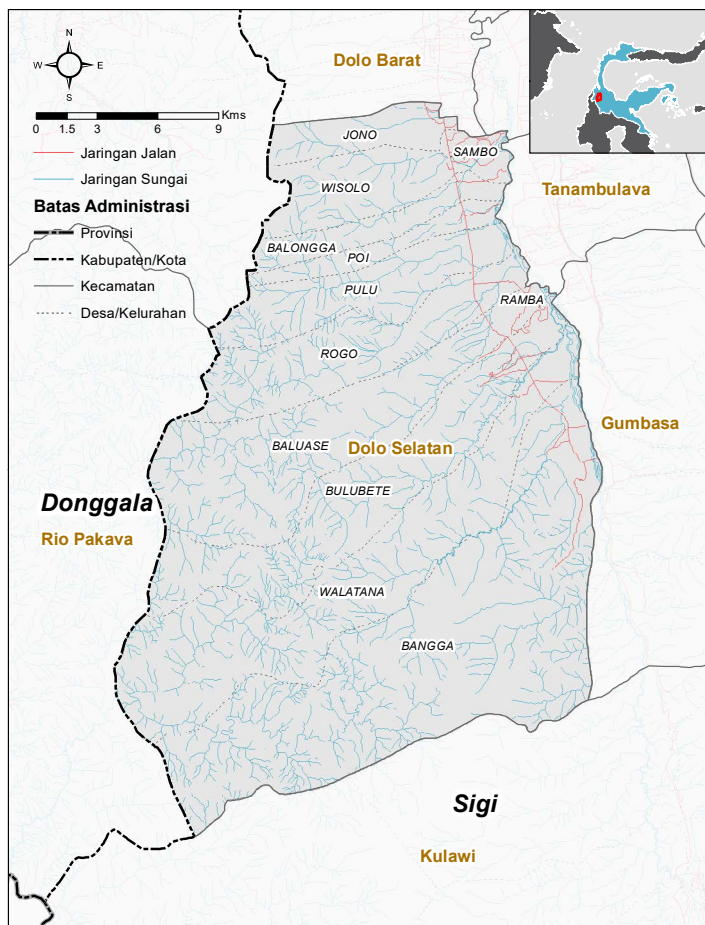 N
W E
S
0 1.5 3 6 9 Kms
Jaringan Jalan
Jaringan Sungai
Batas Administrasi
Provinsi
Kabupaten/Kota
Kecamatan
Desa/Kelurahan
Dolo Barat
JONO
SAMBO
WISOLO
Tanambulava
BALONGGA
POI
PULU
RAMBA
ROGO
Gumbasa
BALUASE
Dolo Selatan
BULUBETE
Donggala
Rio Pakava
WALATANA
BANGGA
Sigi
Kulawi